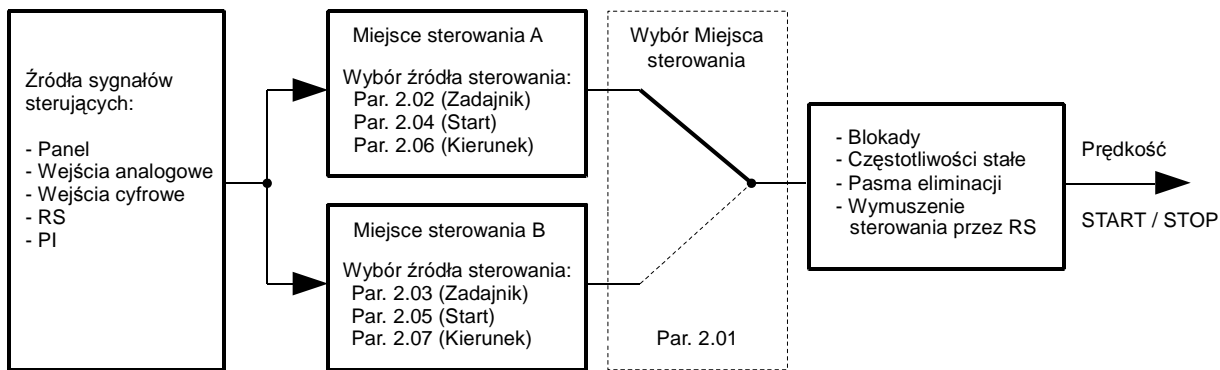 Źródła sygnałów
sterujących:
- Panel
- Wejścia analogowe
- Wejścia cyfrowe
- RS
- PI
Miejsce sterowania A
Wybór źródła sterowania:
Par. 2.02 (Zadajnik)
Par. 2.04 (Start)
Par. 2.06 (Kierunek)
Miejsce sterowania B
Wybór źródła sterowania:
Par. 2.03 (Zadajnik)
Par. 2.05 (Start)
Par. 2.07 (Kierunek)
Wybór Miejsca
sterowania
Par. 2.01
- Blokady
- Częstotliwości stałe
- Pasma eliminacji
- Wymuszenie
sterowania przez RS
Prędkość
START / STOP